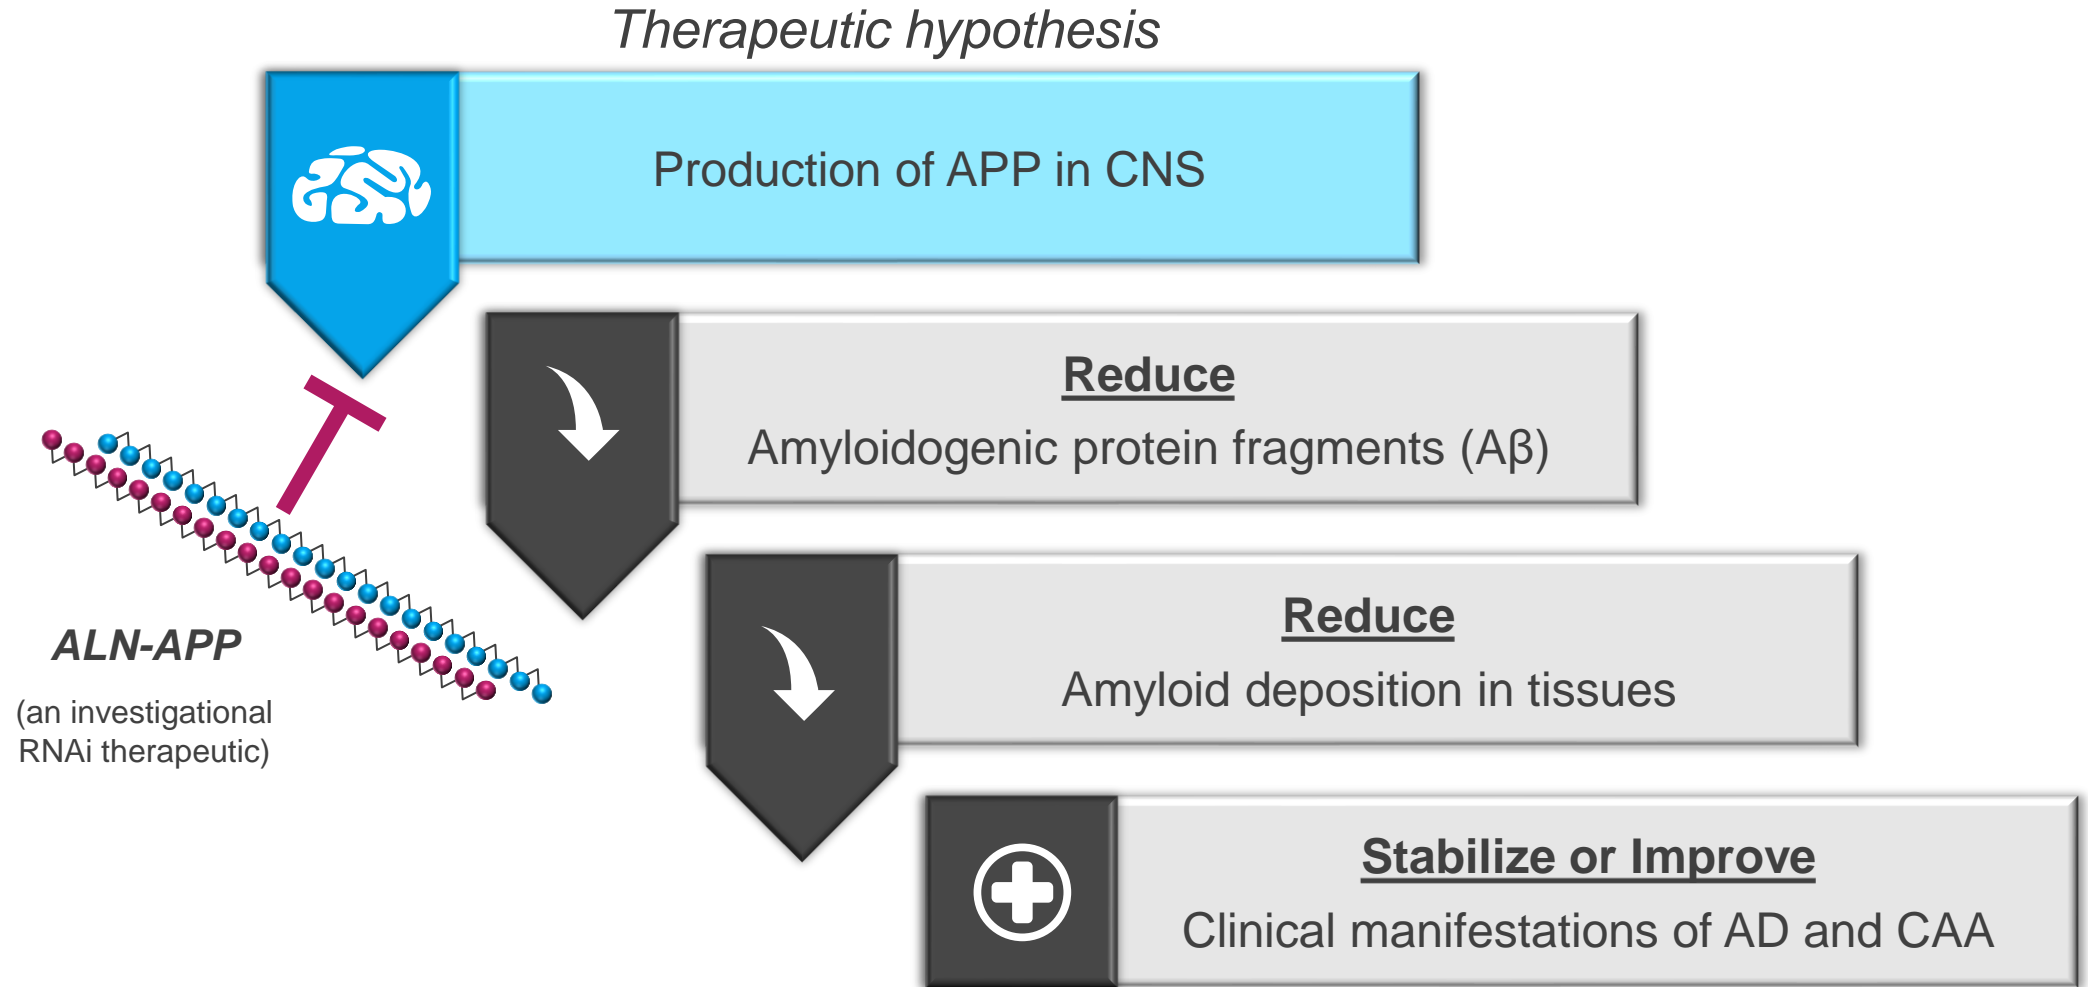 Therapeutic hypothesis
Production of APP in CNS
Reduce
Amyloidogenic protein fragments (Aβ)
ALN-APP
(an investigational
RNAi therapeutic)
Reduce
Amyloid deposition in tissues
Stabilize or Improve
Clinical manifestations of AD and CAA